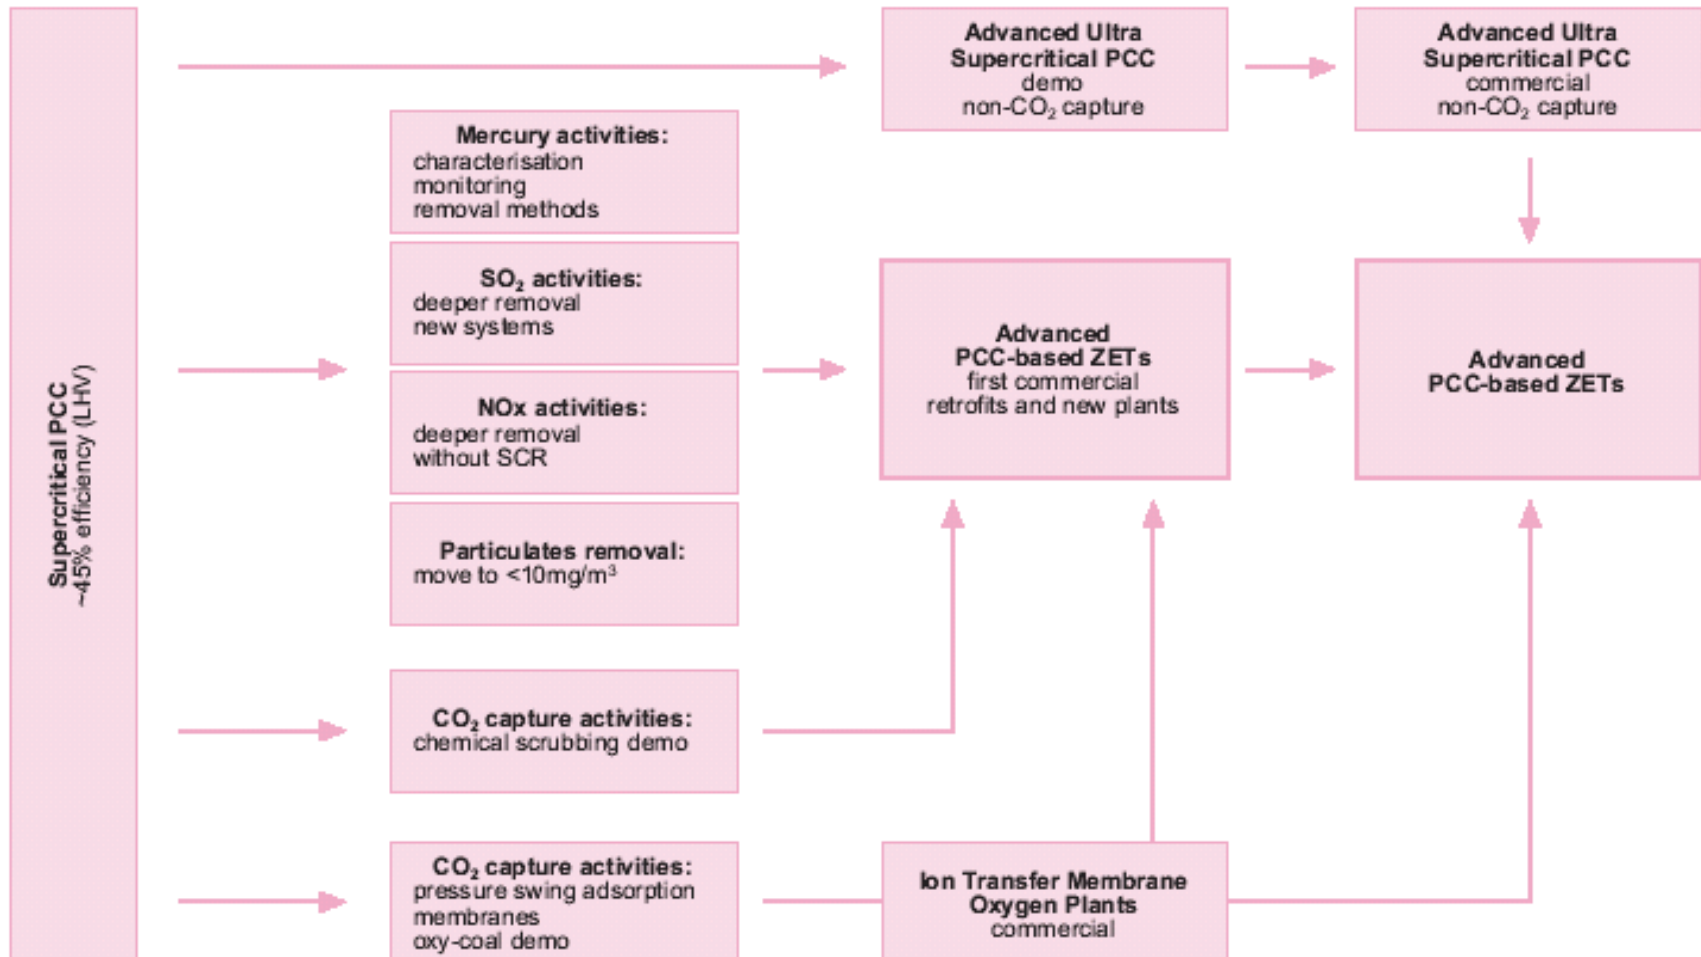 Supercritical PCC
~45% efficiency (LHV)
Mercury activities:
characterisation
monitoring
removal methods
SO₂ activities:
deeper removal
new systems
NOx activities:
deeper removal
without SCR
Particulates removal:
move to <10mg/m³
CO₂ capture activities:
chemical scrubbing demo
CO₂ capture activities:
pressure swing adsorption
membranes
oxy-coal demo
Advanced Ultra
Supercritical PCC
demo
non-CO₂ capture
Advanced
PCC-based ZETs
first commercial
retrofits and new plants
Ion Transfer Membrane
Oxygen Plants
commercial
Advanced Ultra
Supercritical PCC
commercial
non-CO₂ capture
Advanced
PCC-based ZETs